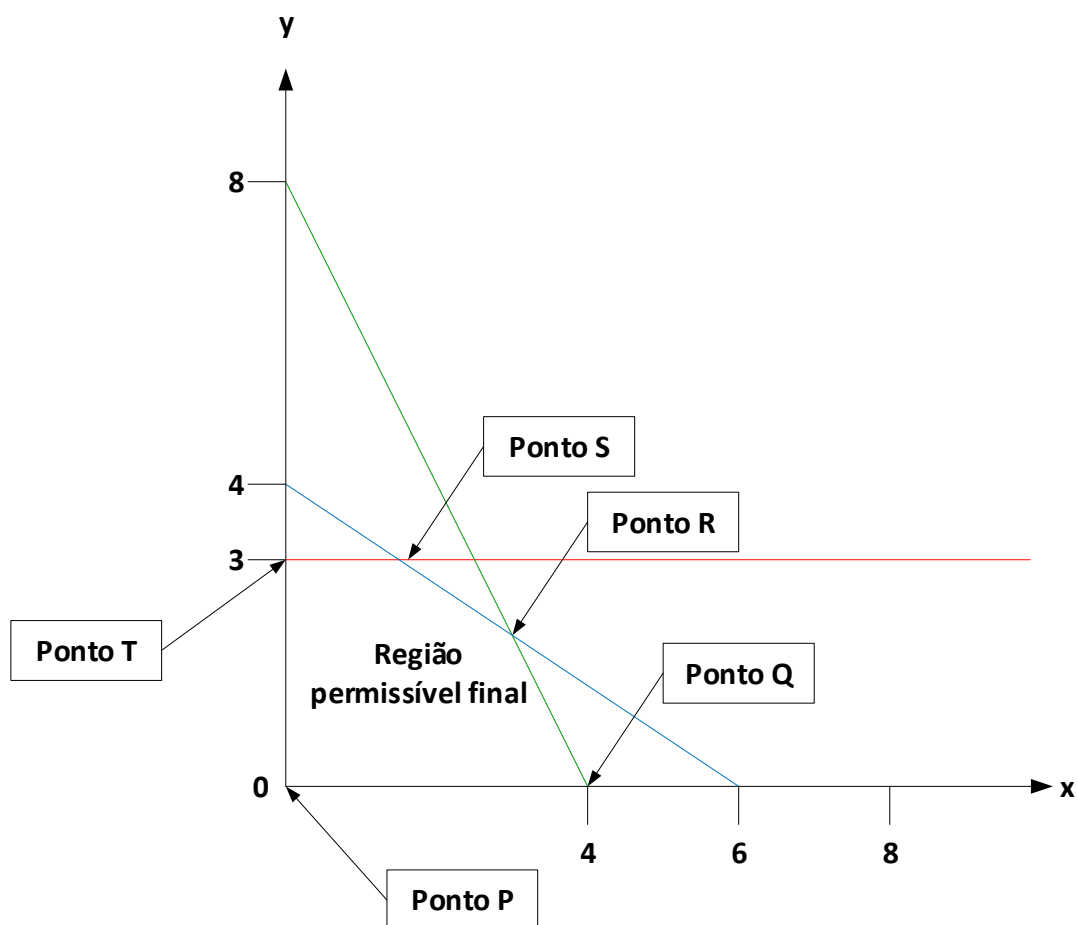 y
8
Ponto S
4
Ponto R
3
Ponto T
Região
permissível final
Ponto Q
0
x
4
6
8
Ponto P